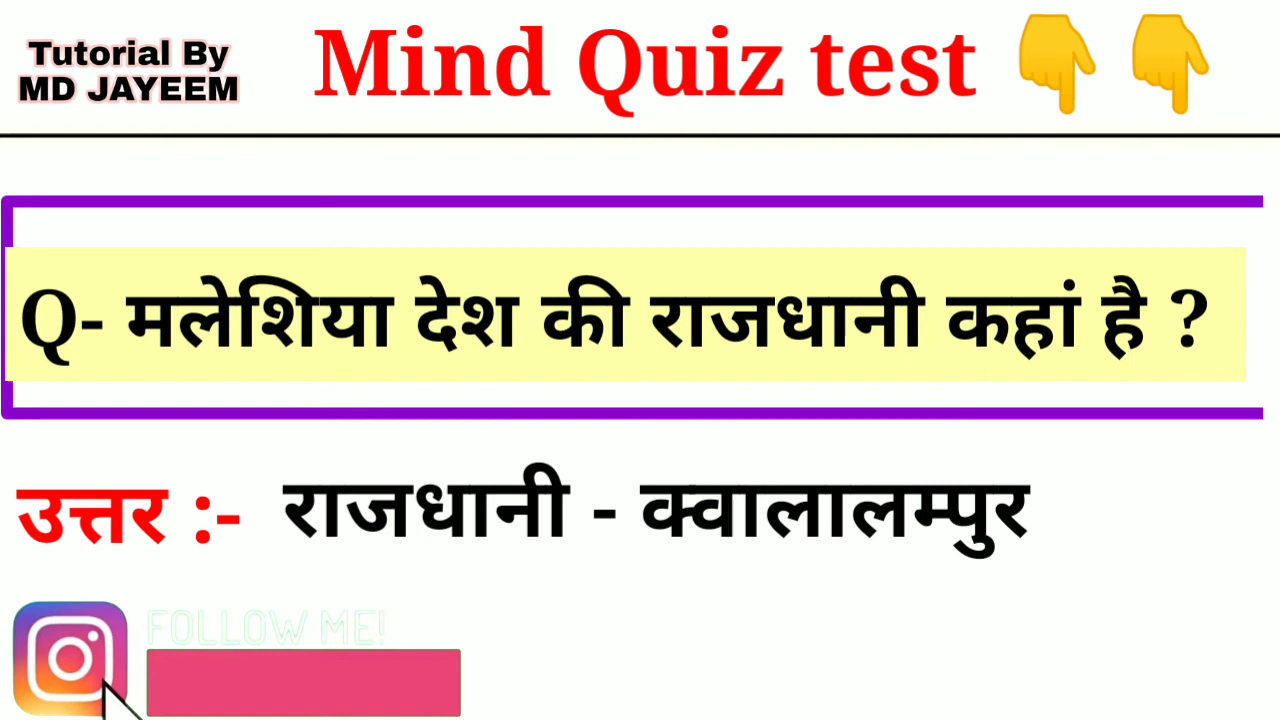 Tutorial By
MD JAYEEM
Mind Quiz test 👇 👇
Q- मलेशिया देश की राजधानी कहां है ?
उत्तर :- राजधानी - क्वालालम्पुर
FOLLOW ME!